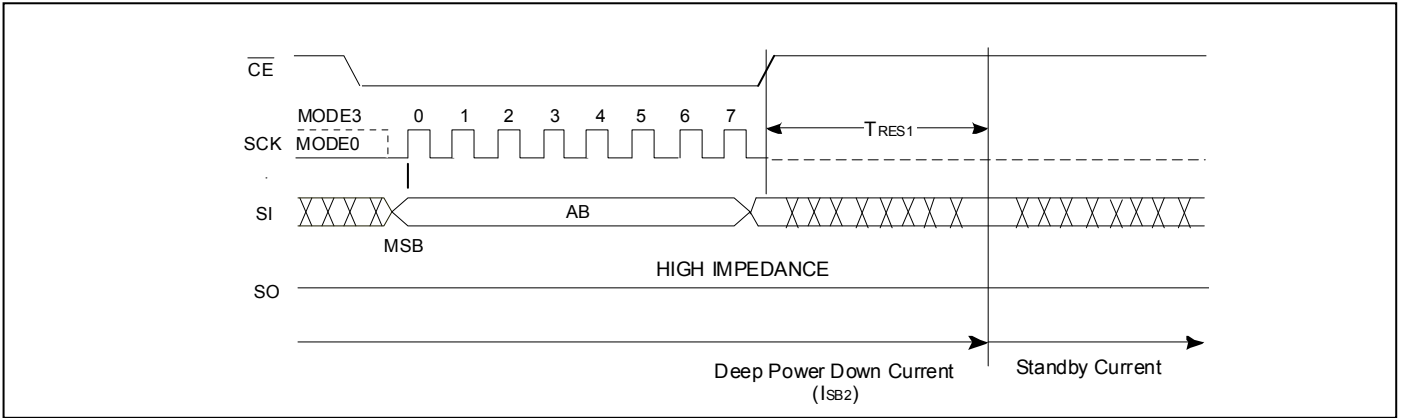 CE
MODE3 0 1 2 3 4 5 6 7
SCK MODE0
TRES1
SI AB
MSB
HIGH IMPEDANCE
SO
Deep Power Down Current Standby Current
(ISB2)